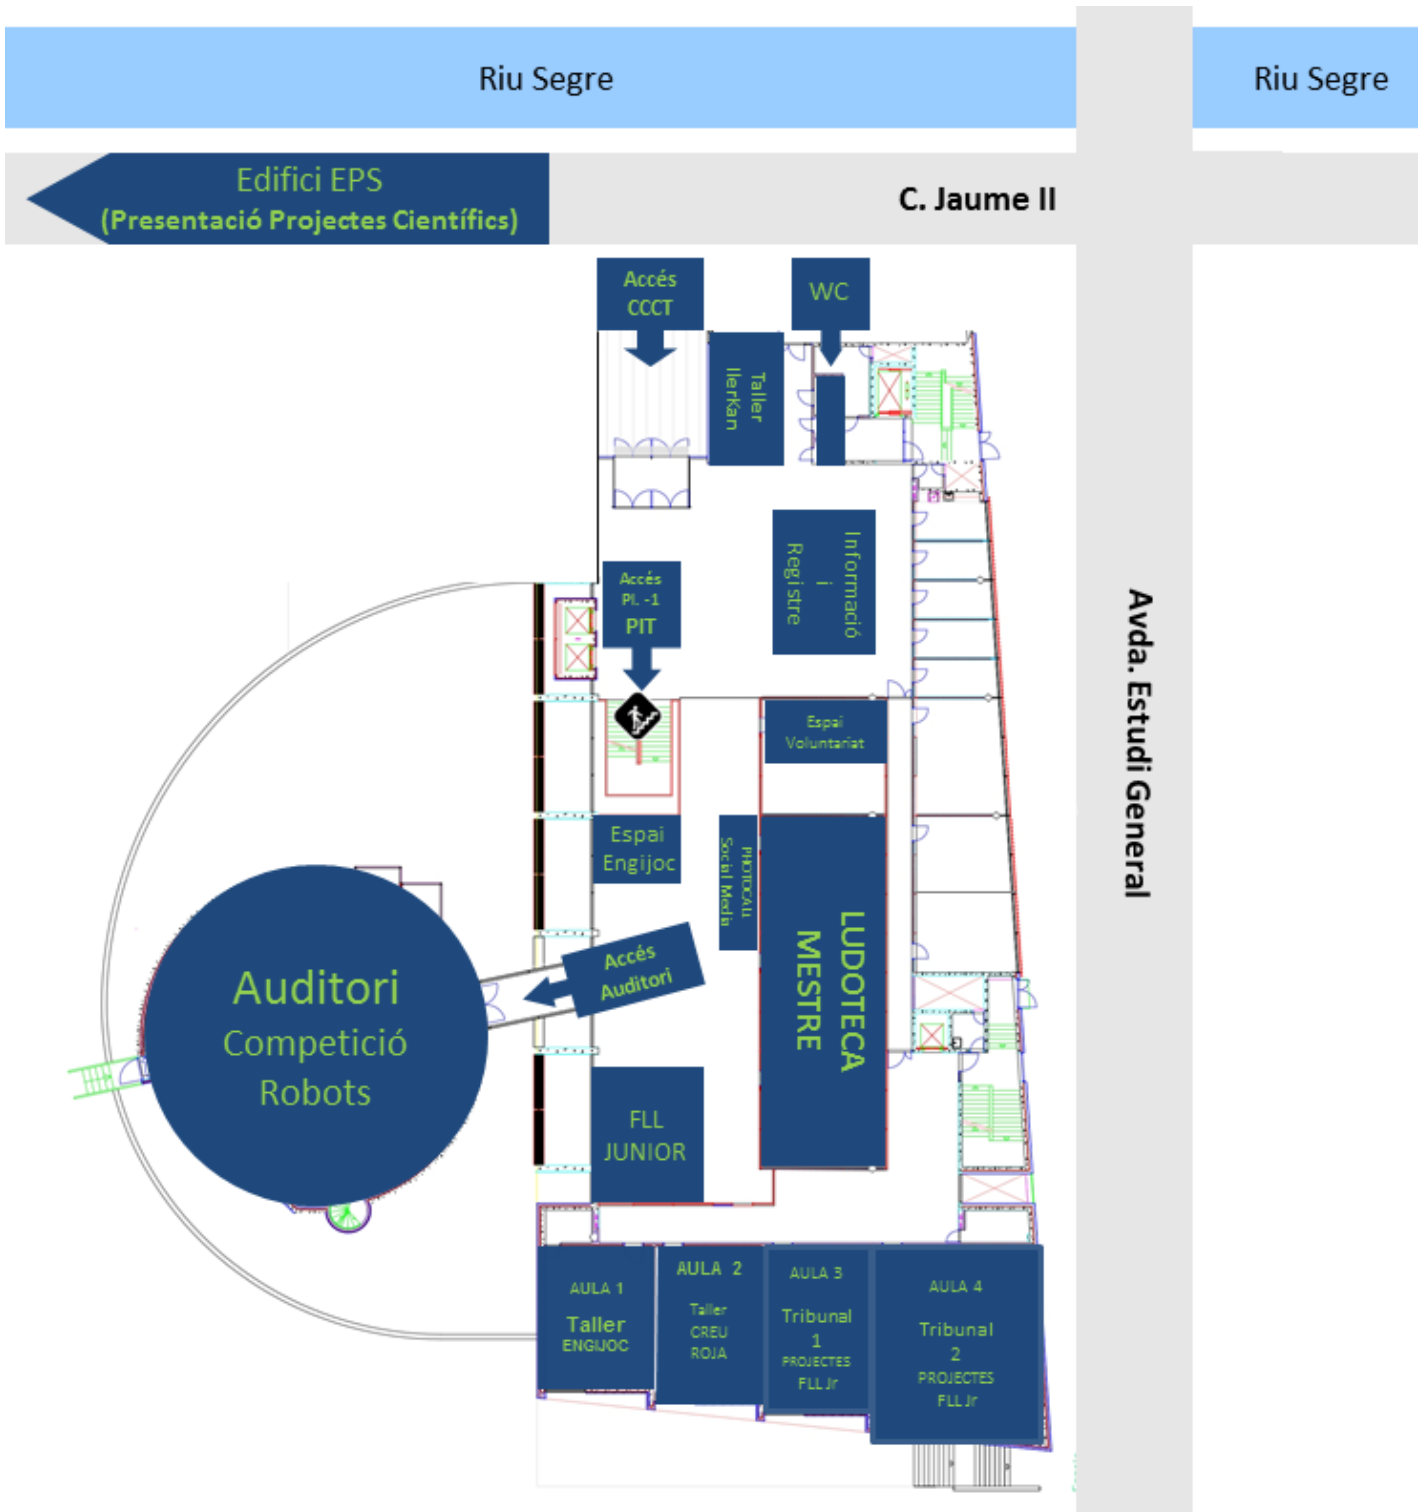 Riu Segre
Riu Segre
Edifici EPS
(Presentació Projectes Científics)
C. Jaume II
Accés
CCCT
WC
Taller
IlerKan
Informació
i
Registre
Accés
Pl. -1
PIT
Avda. Estudi General
Espai
Voluntariat
Espai
Engijoc
PHOTOCALL
Social Media
LUDOTECA
MESTRE
Accés
Auditori
Auditori
Competició
Robots
FLL
JUNIOR
AULA 1
Taller
ENGIJOC
AULA 2
Taller
CREU
ROJA
AULA 3
Tribunal
1
PROJECTES
FLL Jr
AULA 4
Tribunal
2
PROJECTES
FLL Jr